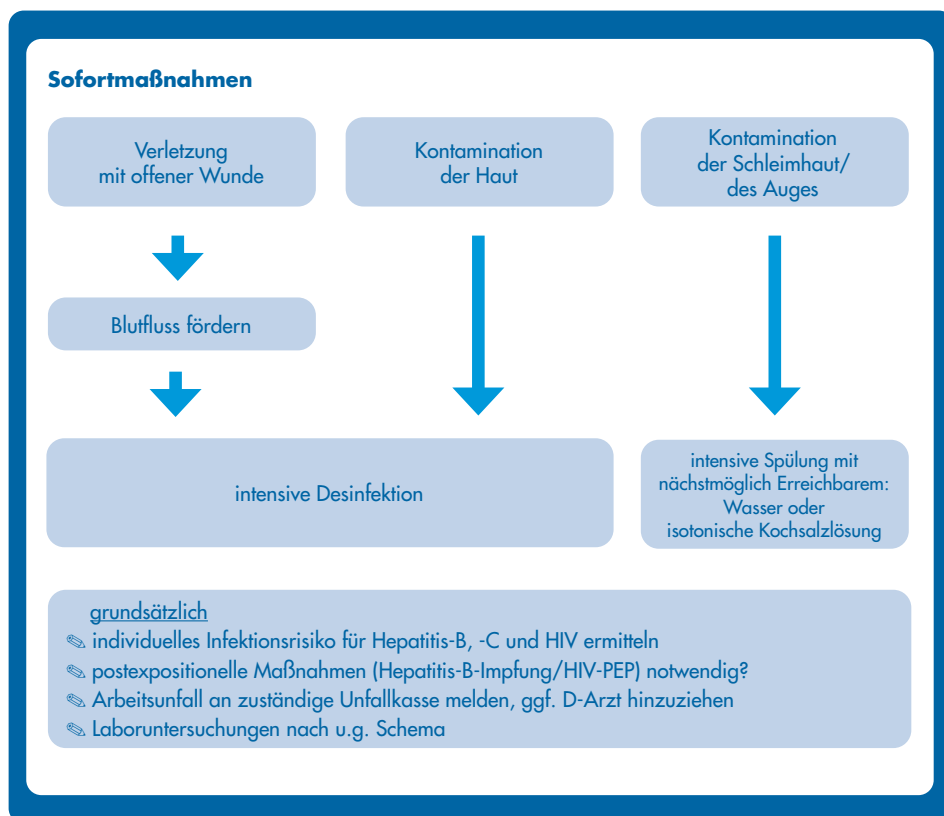 Sofortmaßnahmen
Verletzung
mit offener Wunde
Kontamination
der Haut
Kontamination
der Schleimhaut/
des Auges
Blutfluss fördern
intensive Desinfektion
intensive Spülung mit
nächstmöglich Erreichbarem:
Wasser oder
isotonische Kochsalzlösung
grundsätzlich
✎ individuelles Infektionsrisiko für Hepatitis-B, -C und HIV ermitteln
✎ postexpositionelle Maßnahmen (Hepatitis-B-Impfung/HIV-PEP) notwendig?
✎ Arbeitsunfall an zuständige Unfallkasse melden, ggf. D-Arzt hinzuziehen
✎ Laboruntersuchungen nach u.g. Schema